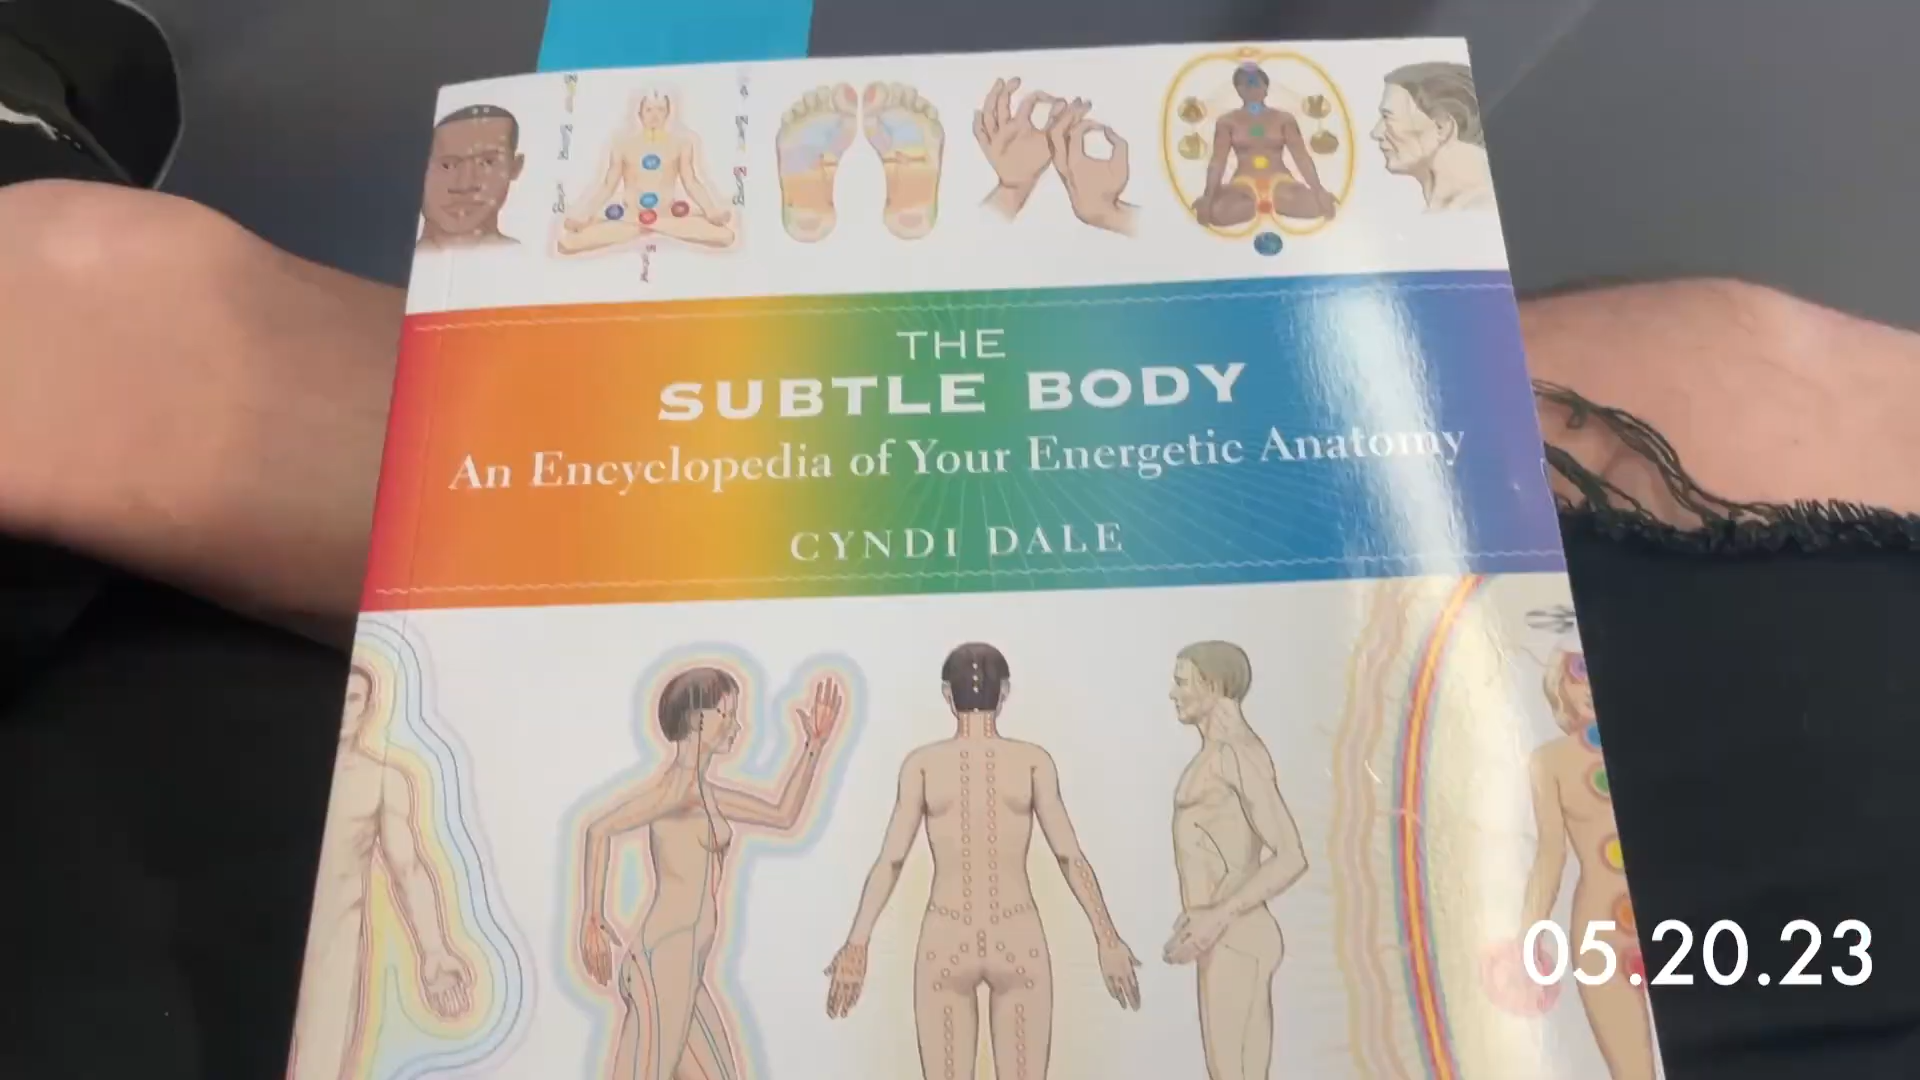 THE
SUBTLE BODY
An Encyclopedia of Your Energetic Anatomy
CYNDI DALE
05.20.23